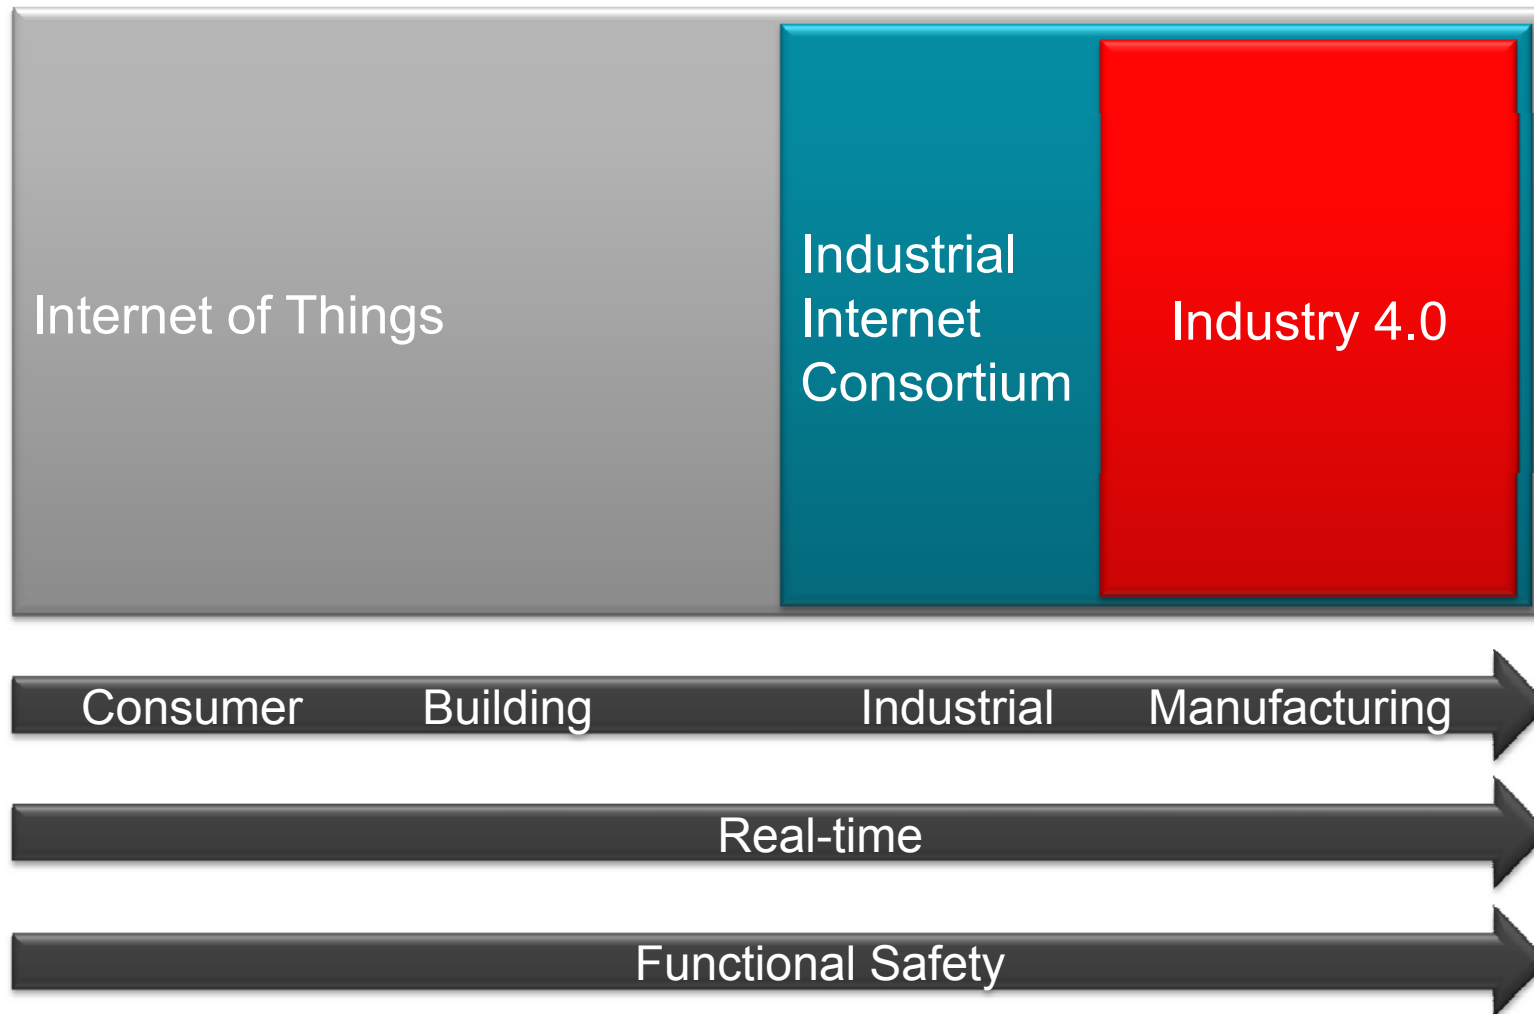 Internet of Things
Industrial
Internet
Consortium
Industry 4.0
Consumer Building Industrial Manufacturing
Real-time
Functional Safety